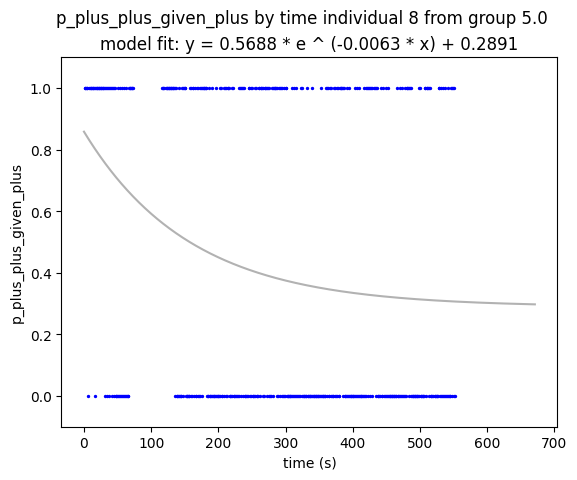 p_plus_plus_given_plus by time individual 8 from group 5.0
model fit: y = 0.5688 * e ^ (-0.0063 * x) + 0.2891
p_plus_plus_given_plus
1.0
0.8
0.6
0.4
0.2
0.0
0 100 200 300 400 500 600 700
time (s)